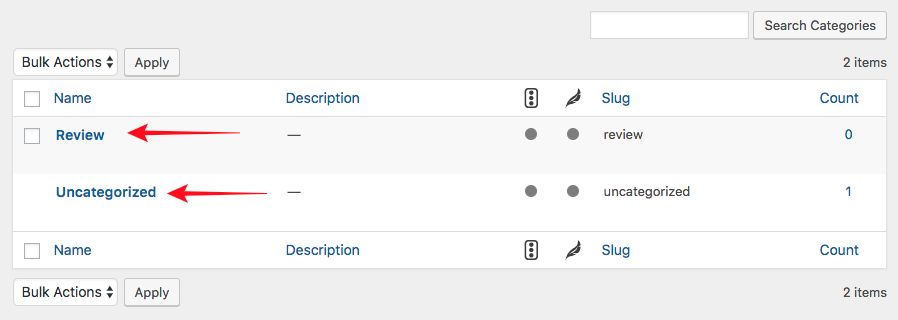 Search Categories
Bulk Actions Apply 2 items
Name Description Slug Count
Review — review 0
Uncategorized — uncategorized 1
Name Description Slug Count
Bulk Actions Apply 2 items